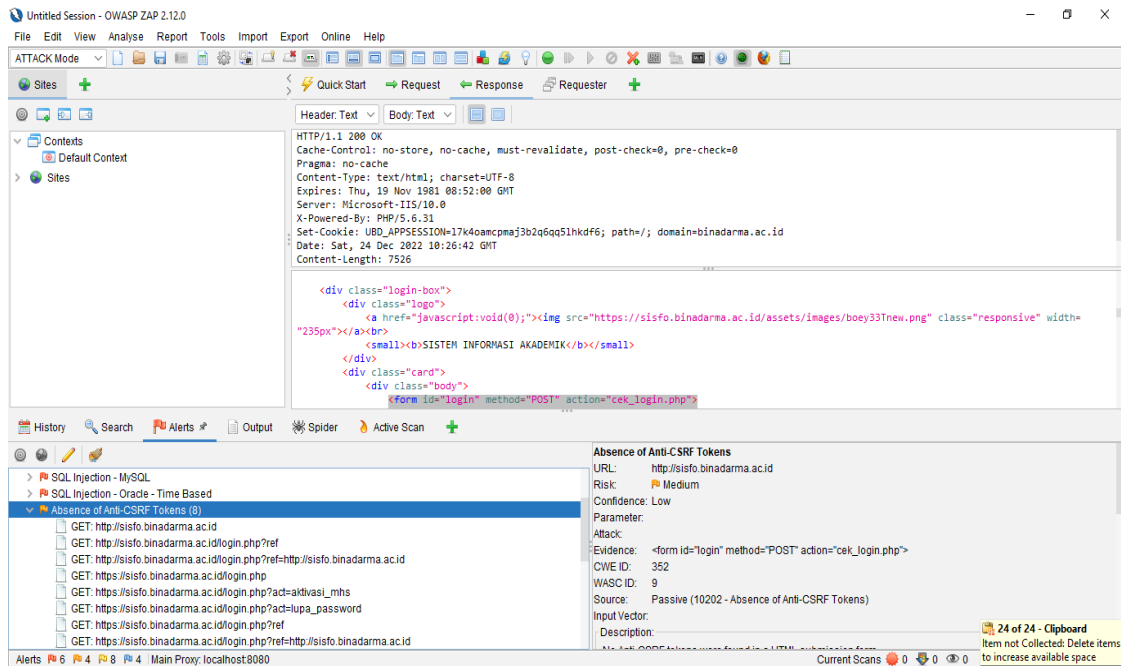 Untitled Session - OWASP ZAP 2.12.0
File Edit View Analyse Report Tools Import Export Online Help
ATTACK Mode
Sites
Quick Start Request Response Requester
Header: Text Body: Text
Contexts
Default Context
Sites
HTTP/1.1 200 OK
Cache-Control: no-store, no-cache, must-revalidate, post-check=0, pre-check=0
Pragma: no-cache
Content-Type: text/html; charset=UTF-8
Expires: Thu, 19 Nov 1981 08:52:00 GMT
Server: Microsoft-IIS/10.0
X-Powered-By: PHP/5.6.31
Set-Cookie: UBD_APPSESSION=l7k4oamcpmaj3b2q6qq5lhkdf6; path=/; domain=binadarma.ac.id
Date: Sat, 24 Dec 2022 10:26:42 GMT
Content-Length: 7526
<div class="login-box">
<div class="logo">
<a href="javascript:void(0);"><img src="https://sisfo.binadarma.ac.id/assets/images/boey33Tnew.png" class="responsive" width=
"235px"></a><br>
<small><b>SISTEM INFORMASI AKADEMIK</b></small>
</div>
<div class="card">
<div class="body">
<form id="login" method="POST" action="cek_login.php">
History Search Alerts Output Spider Active Scan
SQL Injection - MySQL
SQL Injection - Oracle - Time Based
Absence of Anti-CSRF Tokens (8)
GET: http://sisfo.binadarma.ac.id
GET: http://sisfo.binadarma.ac.id/login.php?ref
GET: http://sisfo.binadarma.ac.id/login.php?ref=http://sisfo.binadarma.ac.id
GET: https://sisfo.binadarma.ac.id/login.php
GET: https://sisfo.binadarma.ac.id/login.php?act=aktivasi_mhs
GET: https://sisfo.binadarma.ac.id/login.php?act=lupa_password
GET: https://sisfo.binadarma.ac.id/login.php?ref
GET: https://sisfo.binadarma.ac.id/login.php?ref=http://sisfo.binadarma.ac.id
Absence of Anti-CSRF Tokens
URL: http://sisfo.binadarma.ac.id
Risk: Medium
Confidence: Low
Parameter:
Attack:
Evidence: <form id="login" method="POST" action="cek_login.php">
CWE ID: 352
WASC ID: 9
Source: Passive (10202 - Absence of Anti-CSRF Tokens)
Input Vector:
Description:
24 of 24 - Clipboard
Item not Collected: Delete items
to increase available space
Alerts 6 4 8 4 Main Proxy: localhost:8080
Current Scans 0 0 0